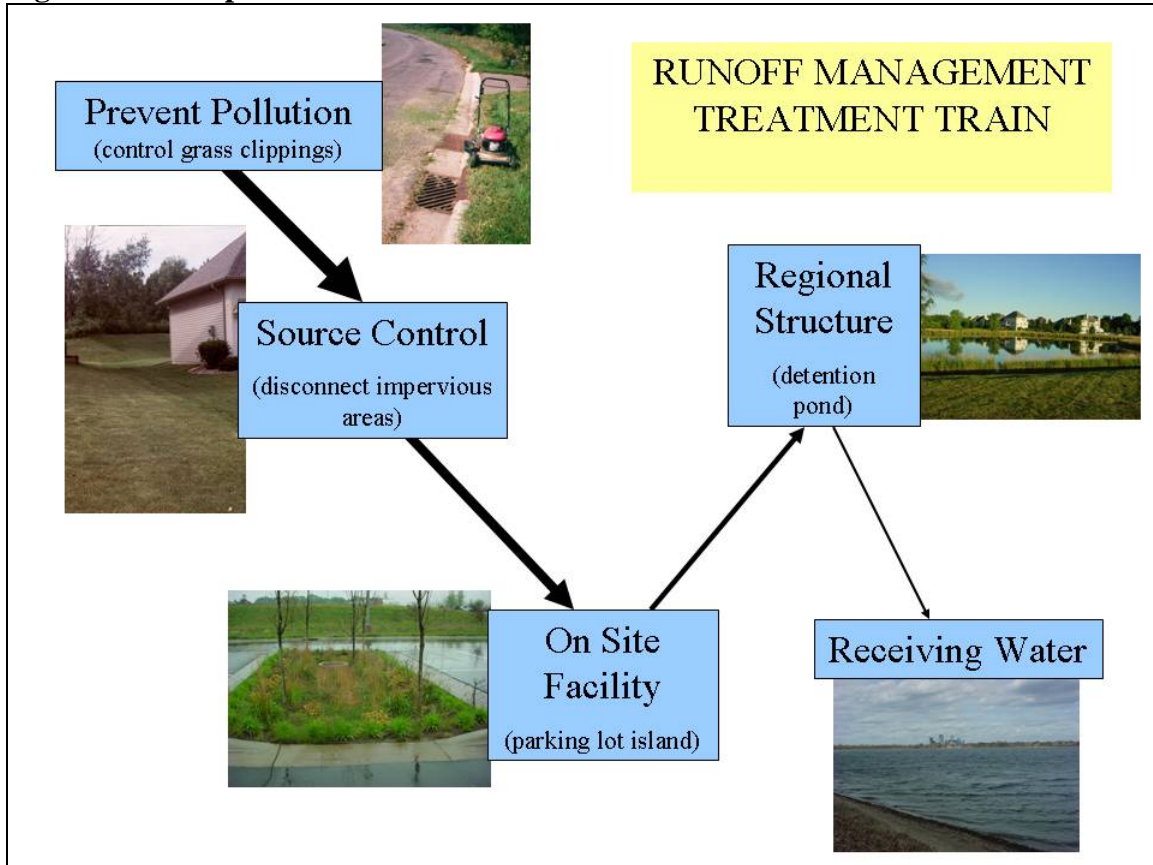 RUNOFF MANAGEMENT
TREATMENT TRAIN
Prevent Pollution
(control grass clippings)
Source Control
(disconnect impervious
areas)
On Site
Facility
(parking lot island)
Regional
Structure
(detention
pond)
Receiving Water